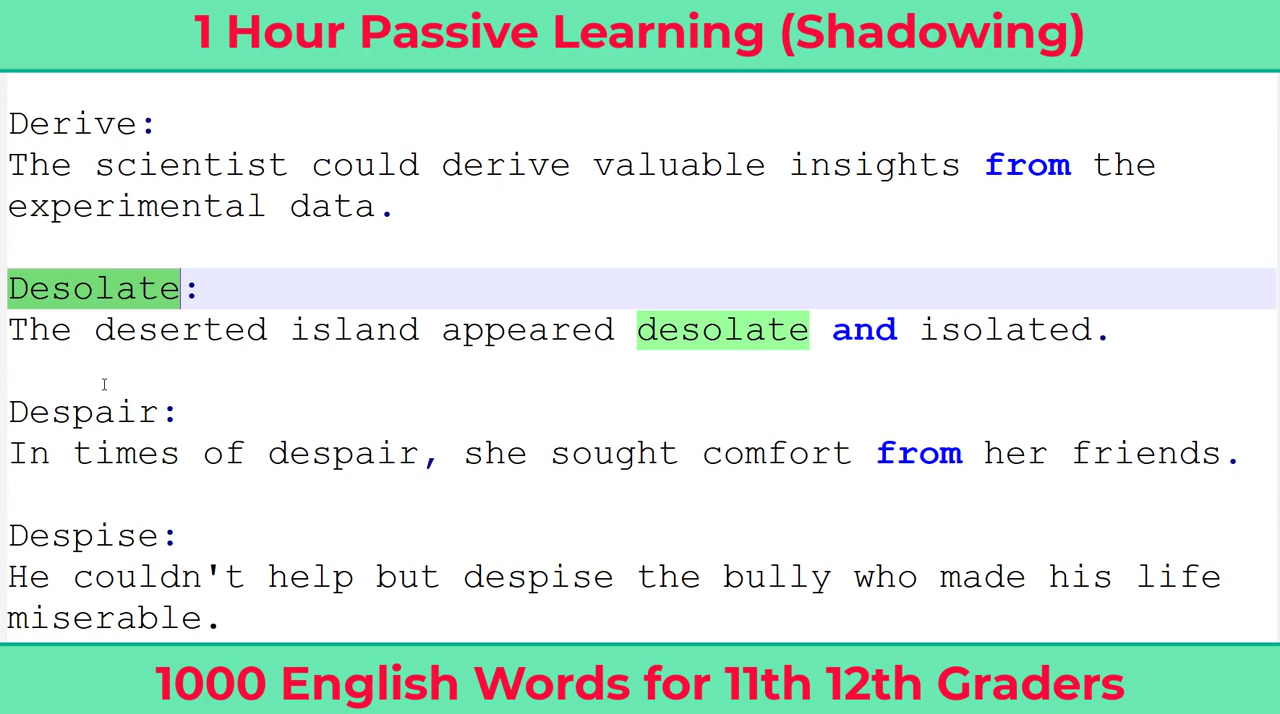 1 Hour Passive Learning (Shadowing)
Derive:
The scientist could derive valuable insights from the
experimental data.
Desolate:
The deserted island appeared desolate and isolated.
Despair:
In times of despair, she sought comfort from her friends.
Despise:
He couldn't help but despise the bully who made his life
miserable.
1000 English Words for 11th 12th Graders